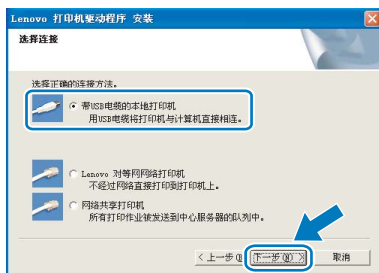 Lenovo 打印机驱动程序 安装
选择连接
选择正确的连接方法。
带USB电缆的本地打印机
用USB电缆将打印机与计算机直接相连。
Lenovo 对等网网络打印机
不经过网络直接打印到打印机上。
网络共享打印机
所有打印作业被发送到中心服务器的队列中。
< 上一步(B) 下一步(N) > 取消